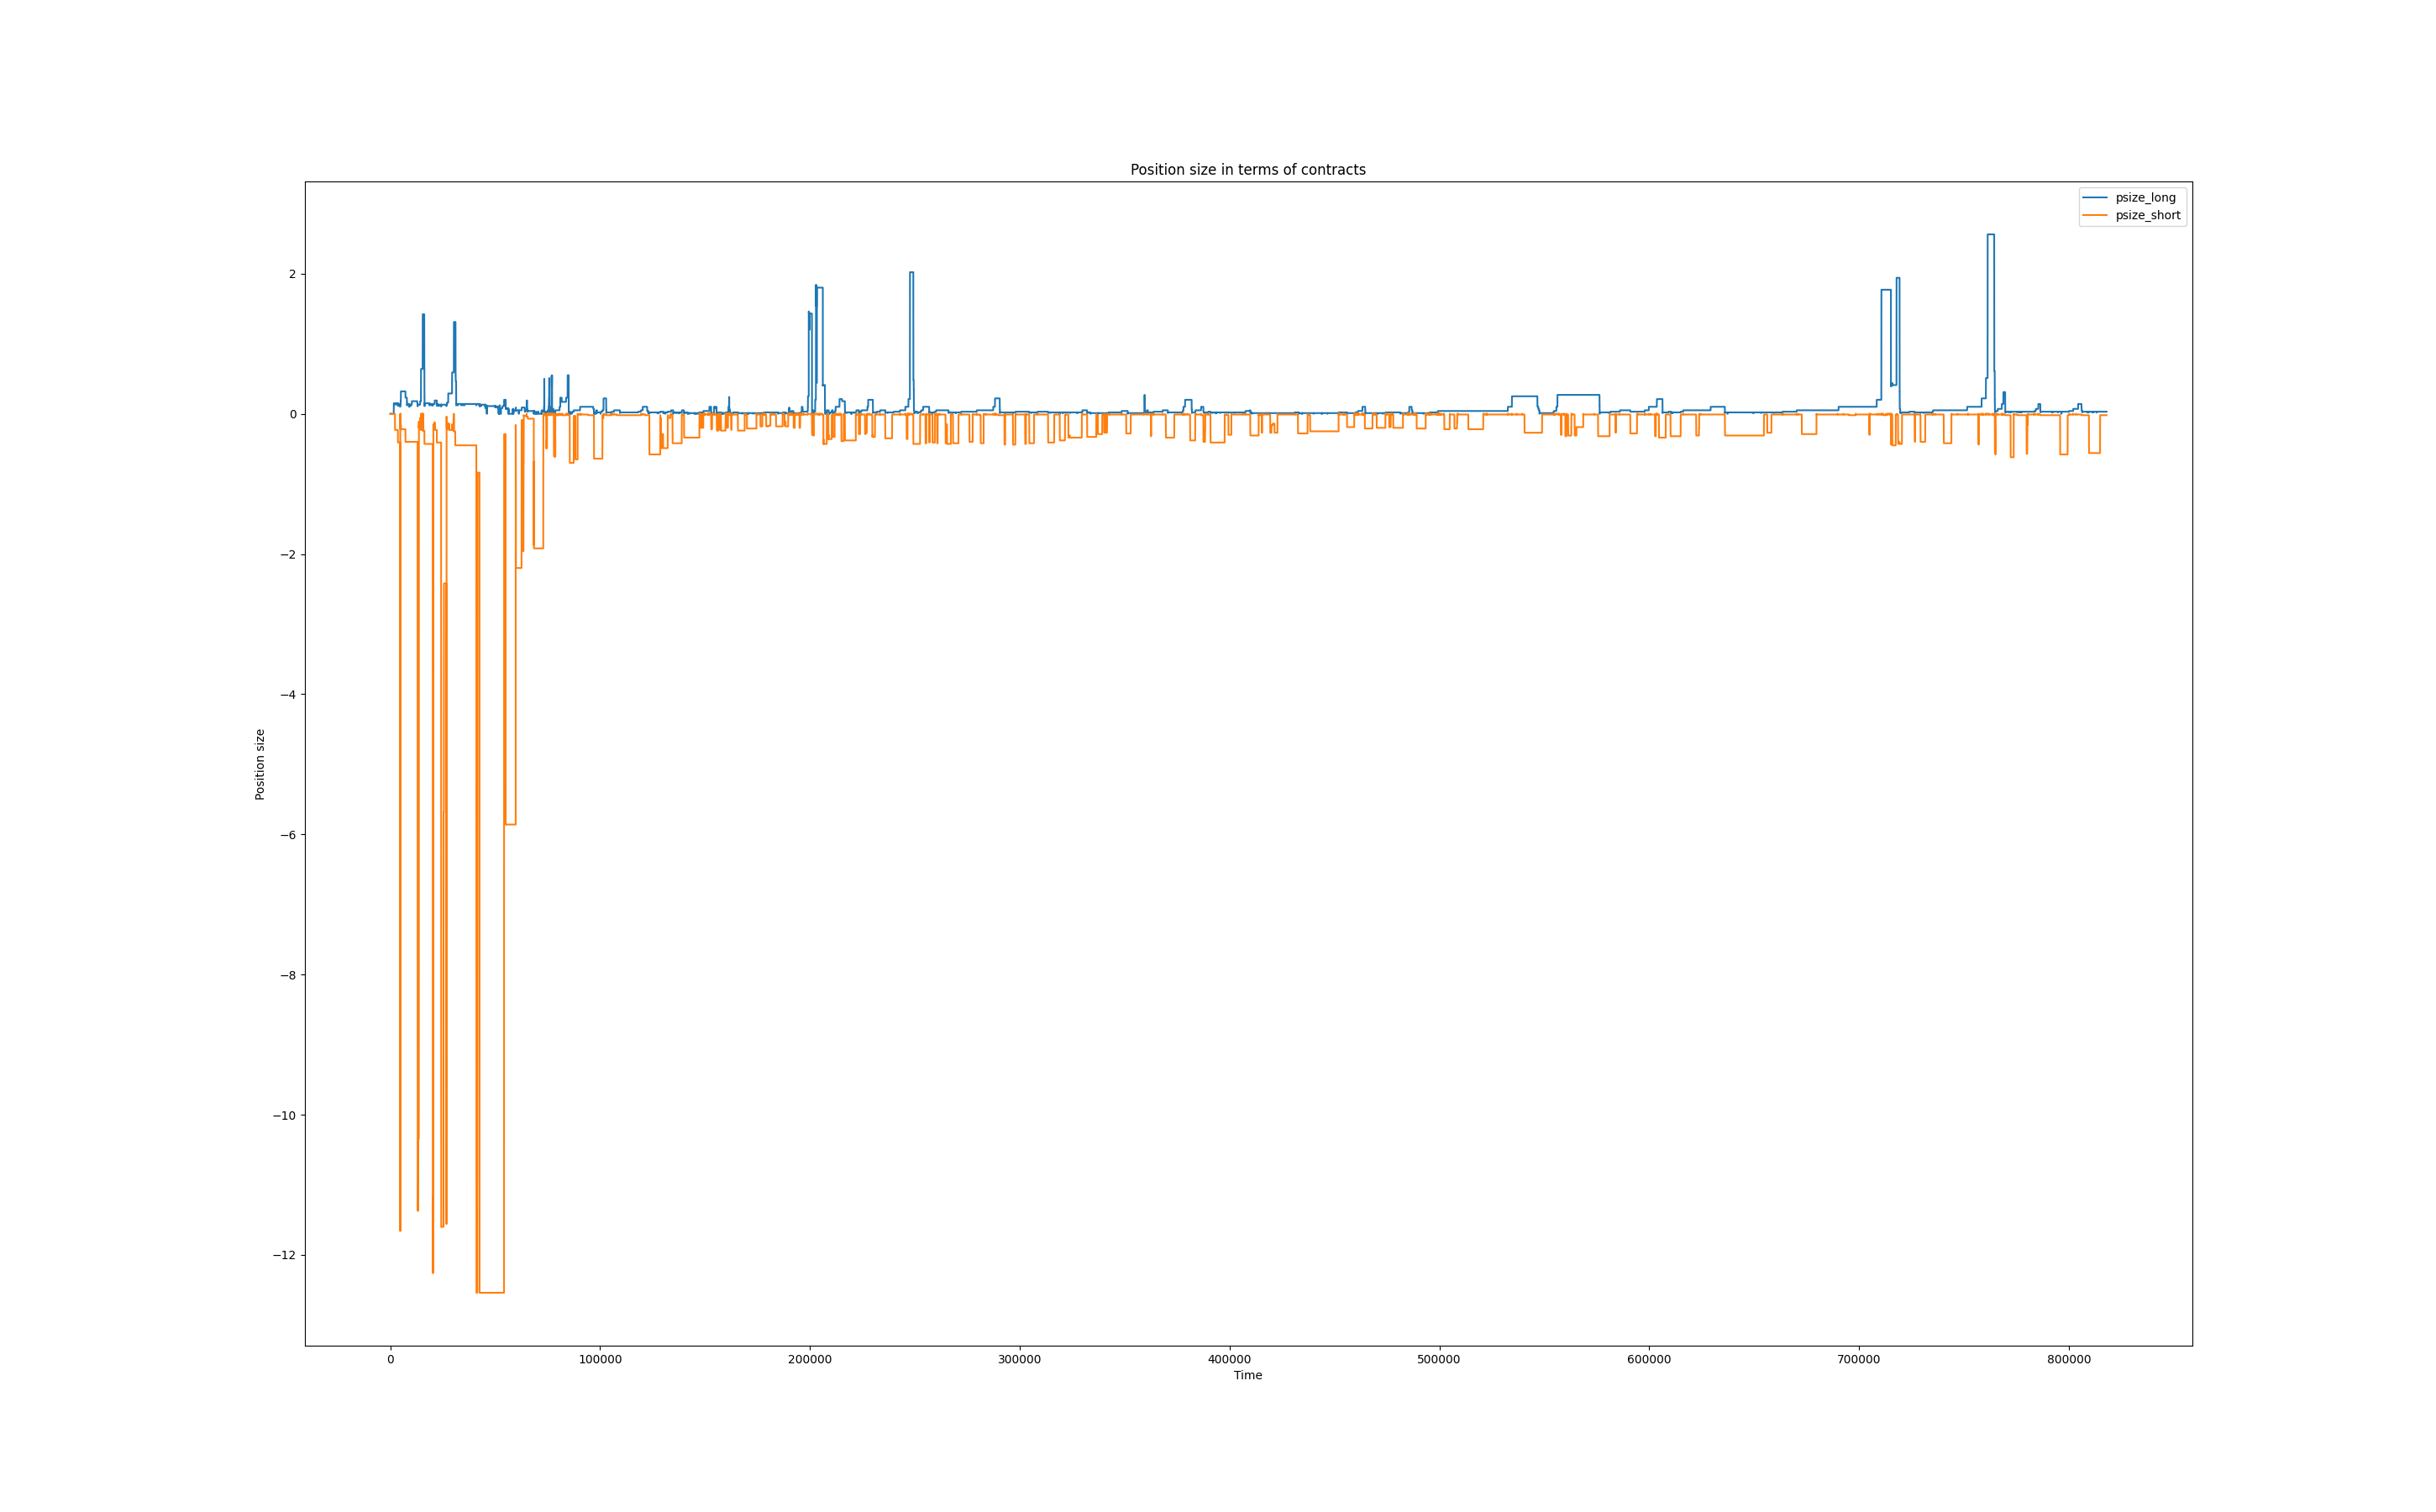 Position size in terms of contracts
psize_long
psize_short
2
0
−2
−4
−6
−8
−10
−12
Position size
0 100000 200000 300000 400000 500000 600000 700000 800000
Time